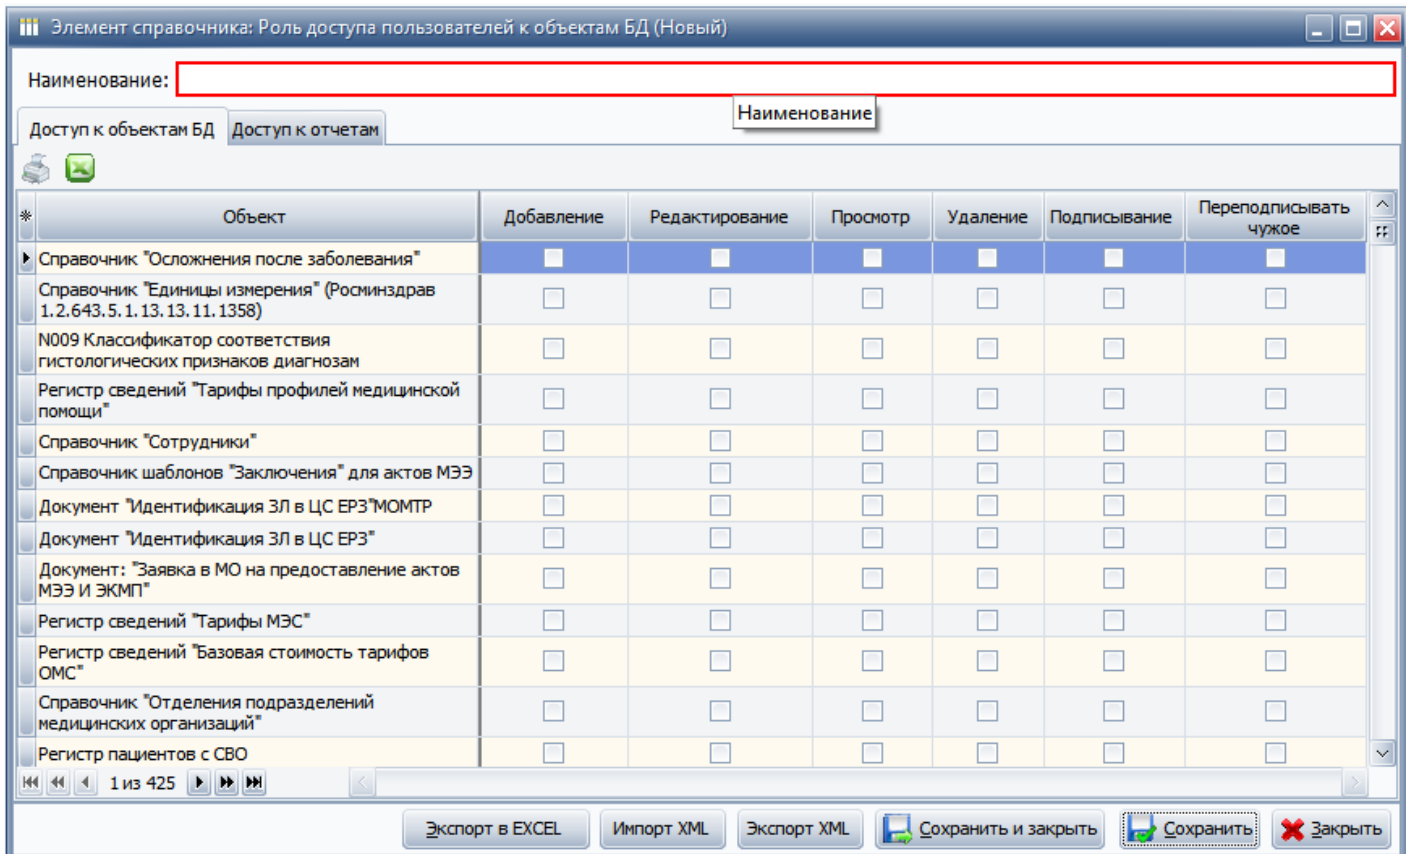 Элемент справочника: Роль доступа пользователей к объектам БД (Новый)
Наименование:
Наименование
Доступ к объектам БД Доступ к отчетам
Объект Добавление Редактирование Просмотр Удаление Подписывание Переподписывать
чужое
Справочник "Осложнения после заболевания"
Справочник "Единицы измерения" (Росминздрав
1.2.643.5.1.13.13.11.1358)
N009 Классификатор соответствия
гистологических признаков диагнозам
Регистр сведений "Тарифы профилей медицинской
помощи"
Справочник "Сотрудники"
Справочник шаблонов "Заключения" для актов МЭЭ
Документ "Идентификация ЗЛ в ЦС ЕРЗ"МОМТР
Документ "Идентификация ЗЛ в ЦС ЕРЗ"
Документ: "Заявка в МО на предоставление актов
МЭЭ И ЭКМП"
Регистр сведений "Тарифы МЭС"
Регистр сведений "Базовая стоимость тарифов
ОМС"
Справочник "Отделения подразделений
медицинских организаций"
Регистр пациентов с СВО
1 из 425
Экспорт в EXCEL Импорт XML Экспорт XML Сохранить и закрыть Сохранить Закрыть